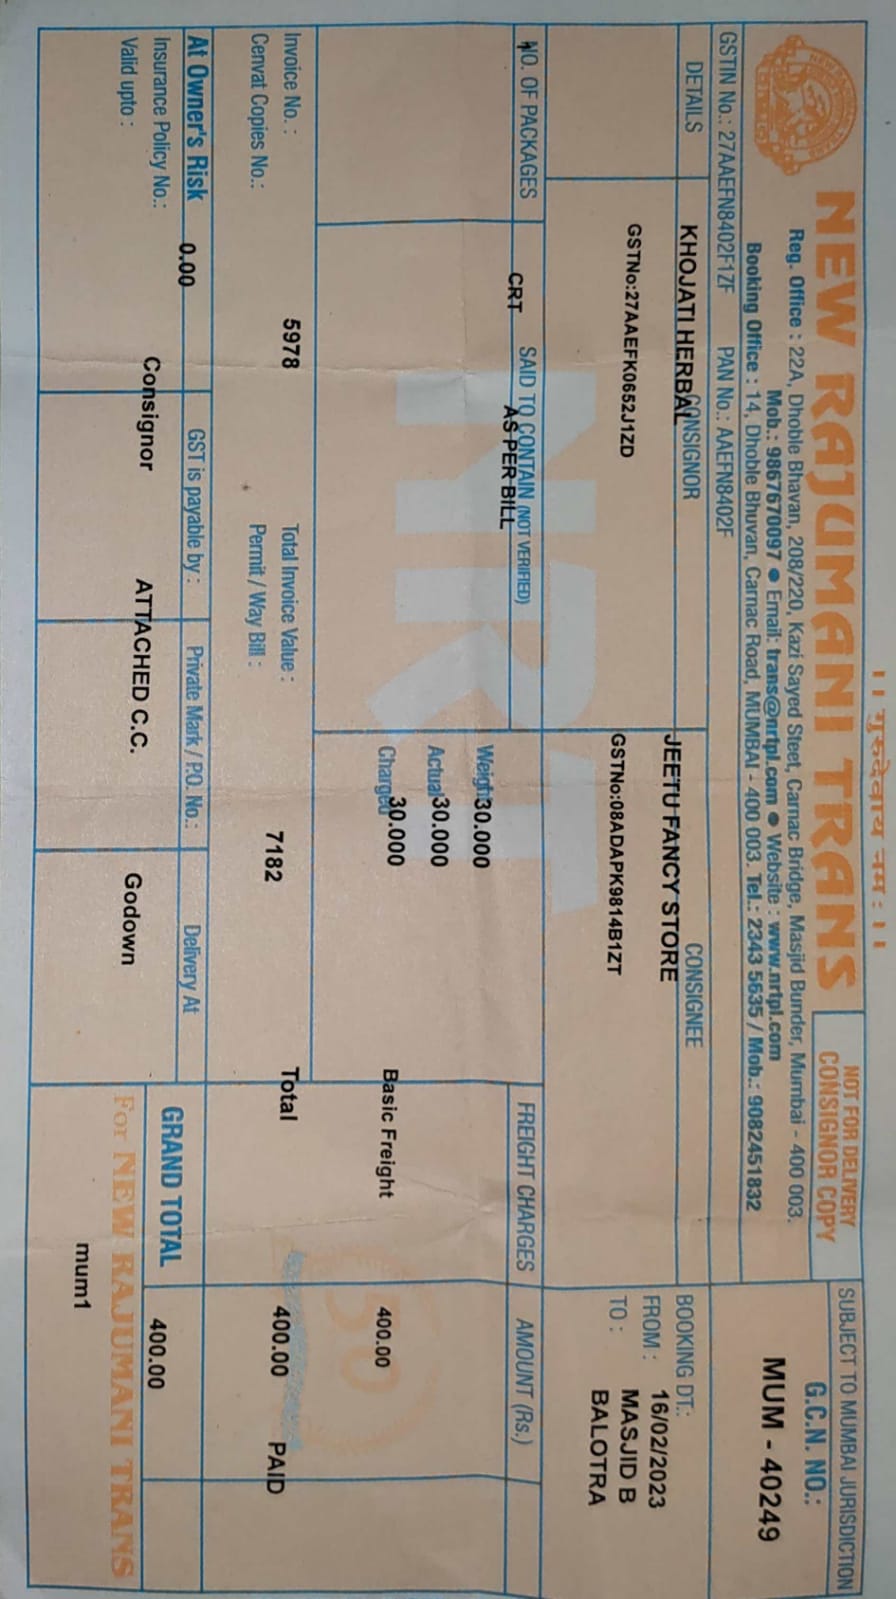 ।। गुरुदेवाय नमः ।।
NEW RAJUMANI TRANS
Reg. Office : 22A, Dhoble Bhavan, 208/220, Kazi Sayed Steet, Carnac Bridge, Masjid Bunder, Mumbai - 400 003.
Mob.: 9867670097 ● Email: trans@nrtpl.com ● Website : www.nrtpl.com
Booking Office : 14, Dhoble Bhuvan, Carnac Road, MUMBAI - 400 003. Tel.: 2343 5635 / Mob.: 9082451832
NOT FOR DELIVERY
CONSIGNOR COPY
SUBJECT TO MUMBAI JURISDICTION
G.C.N. NO.:
MUM - 40249
GSTIN No.: 27AAEFN8402F1ZF PAN No.: AAEFN8402F
DETAILS
CONSIGNOR
KHOJATI HERBAL
GSTNo:27AAEFK0652J1ZD
CONSIGNEE
JEETU FANCY STORE
GSTNo:08ADAPK9814B1ZT
BOOKING DT.: 16/02/2023
FROM : MASJID B
TO : BALOTRA
NO. OF PACKAGES
SAID TO CONTAIN (NOT VERIFIED)
1 CRT AS PER BILL
Weight 30.000
Actual 30.000
Charged 30.000
FREIGHT CHARGES AMOUNT (Rs.)
Basic Freight 400.00
NRT
50
Invoice No. : 5978 Total Invoice Value : 7182
Cenvat Copies No.: Permit / Way Bill :
Total 400.00 PAID
At Owner's Risk 0.00
Insurance Policy No.:
Valid upto :
GST is payable by :
Consignor
Private Mark / P.O. No.:
ATTACHED C.C.
Delivery At
Godown
GRAND TOTAL 400.00
For NEW RAJUMANI TRANS
mum1